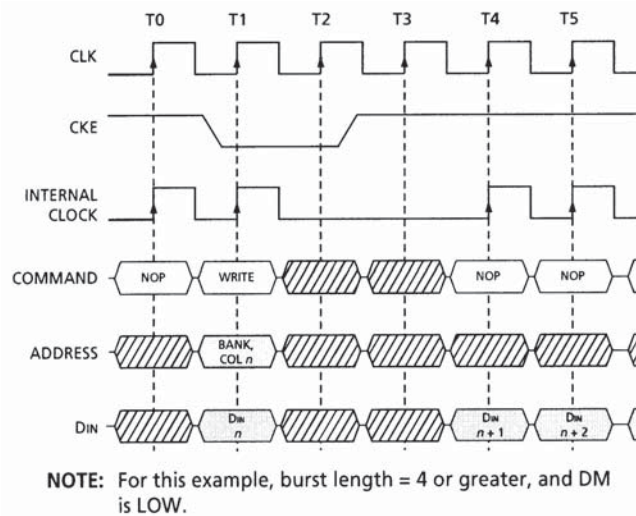 T0 T1 T2 T3 T4 T5
CLK
CKE
INTERNAL
CLOCK
COMMAND NOP WRITE NOP NOP
ADDRESS BANK,
COL n
DIN DIN DIN DIN
n n + 1 n + 2
NOTE: For this example, burst length = 4 or greater, and DM
is LOW.